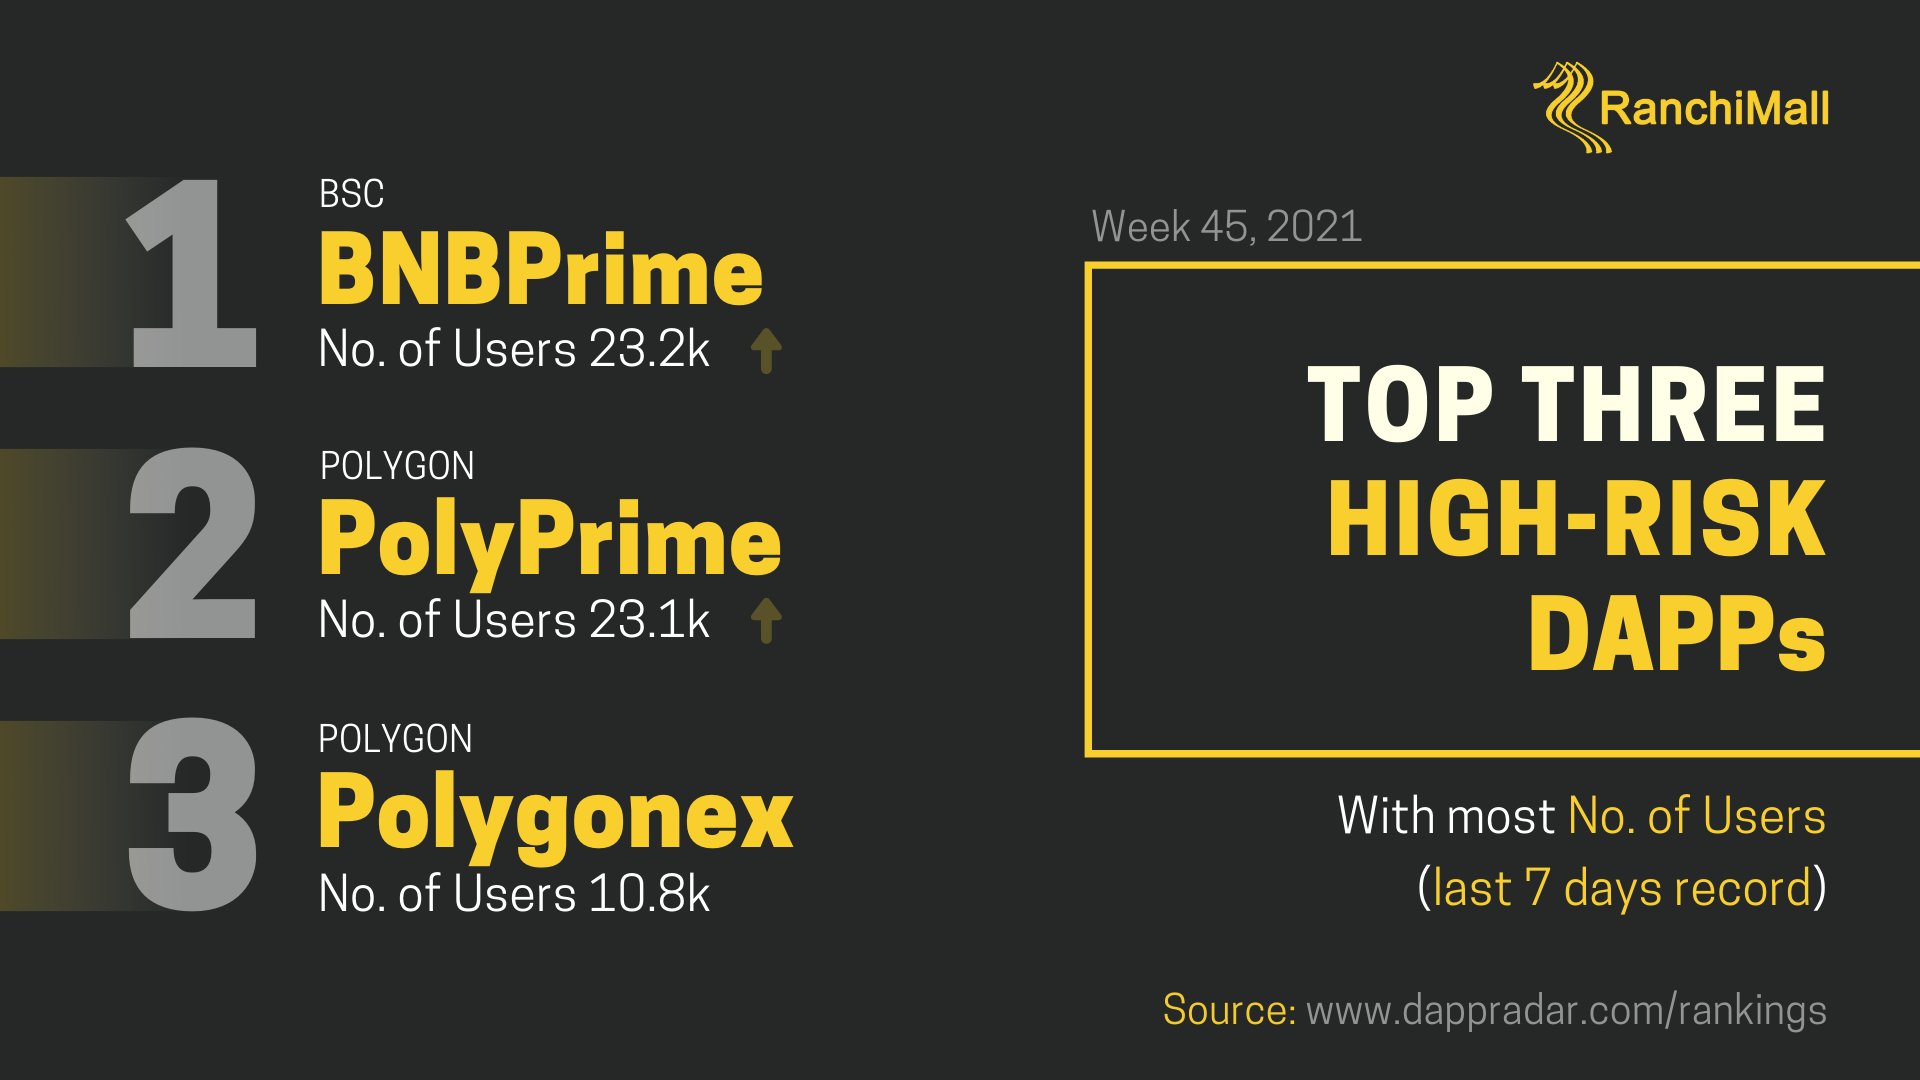 RanchiMall
1
BSC
BNBPrime
No. of Users 23.2k
2
POLYGON
PolyPrime
No. of Users 23.1k
3
POLYGON
Polygonex
No. of Users 10.8k
Week 45, 2021
TOP THREE
HIGH-RISK
DAPPs
With most No. of Users
(last 7 days record)
Source: www.dappradar.com/rankings